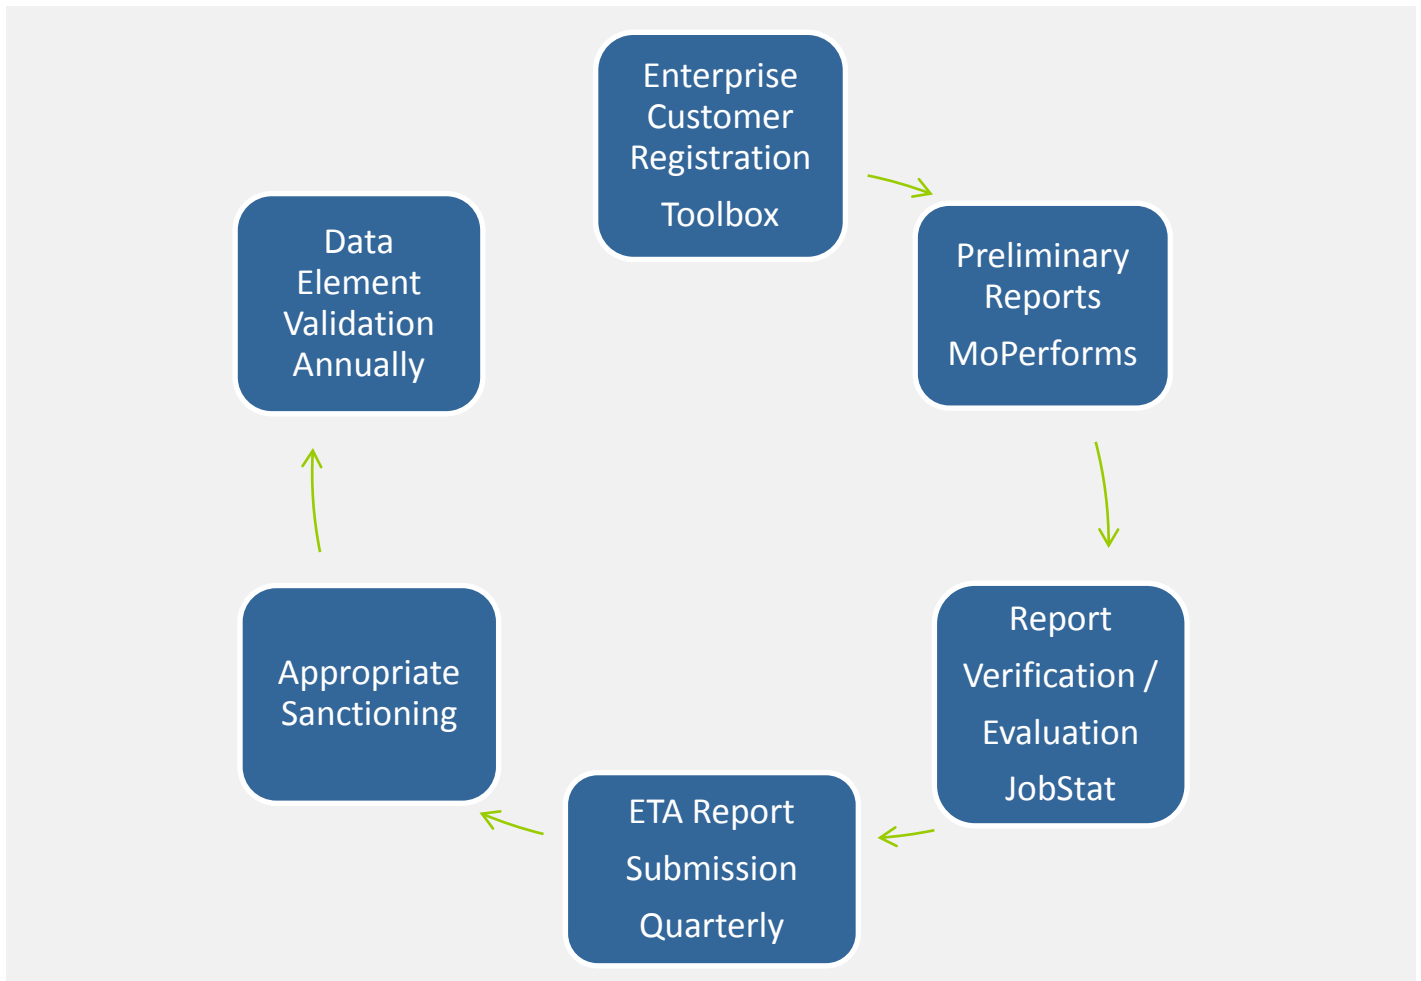 Enterprise
Customer
Registration
Toolbox
Preliminary
Reports
MoPerforms
Report
Verification /
Evaluation
JobStat
ETA Report
Submission
Quarterly
Appropriate
Sanctioning
Data
Element
Validation
Annually